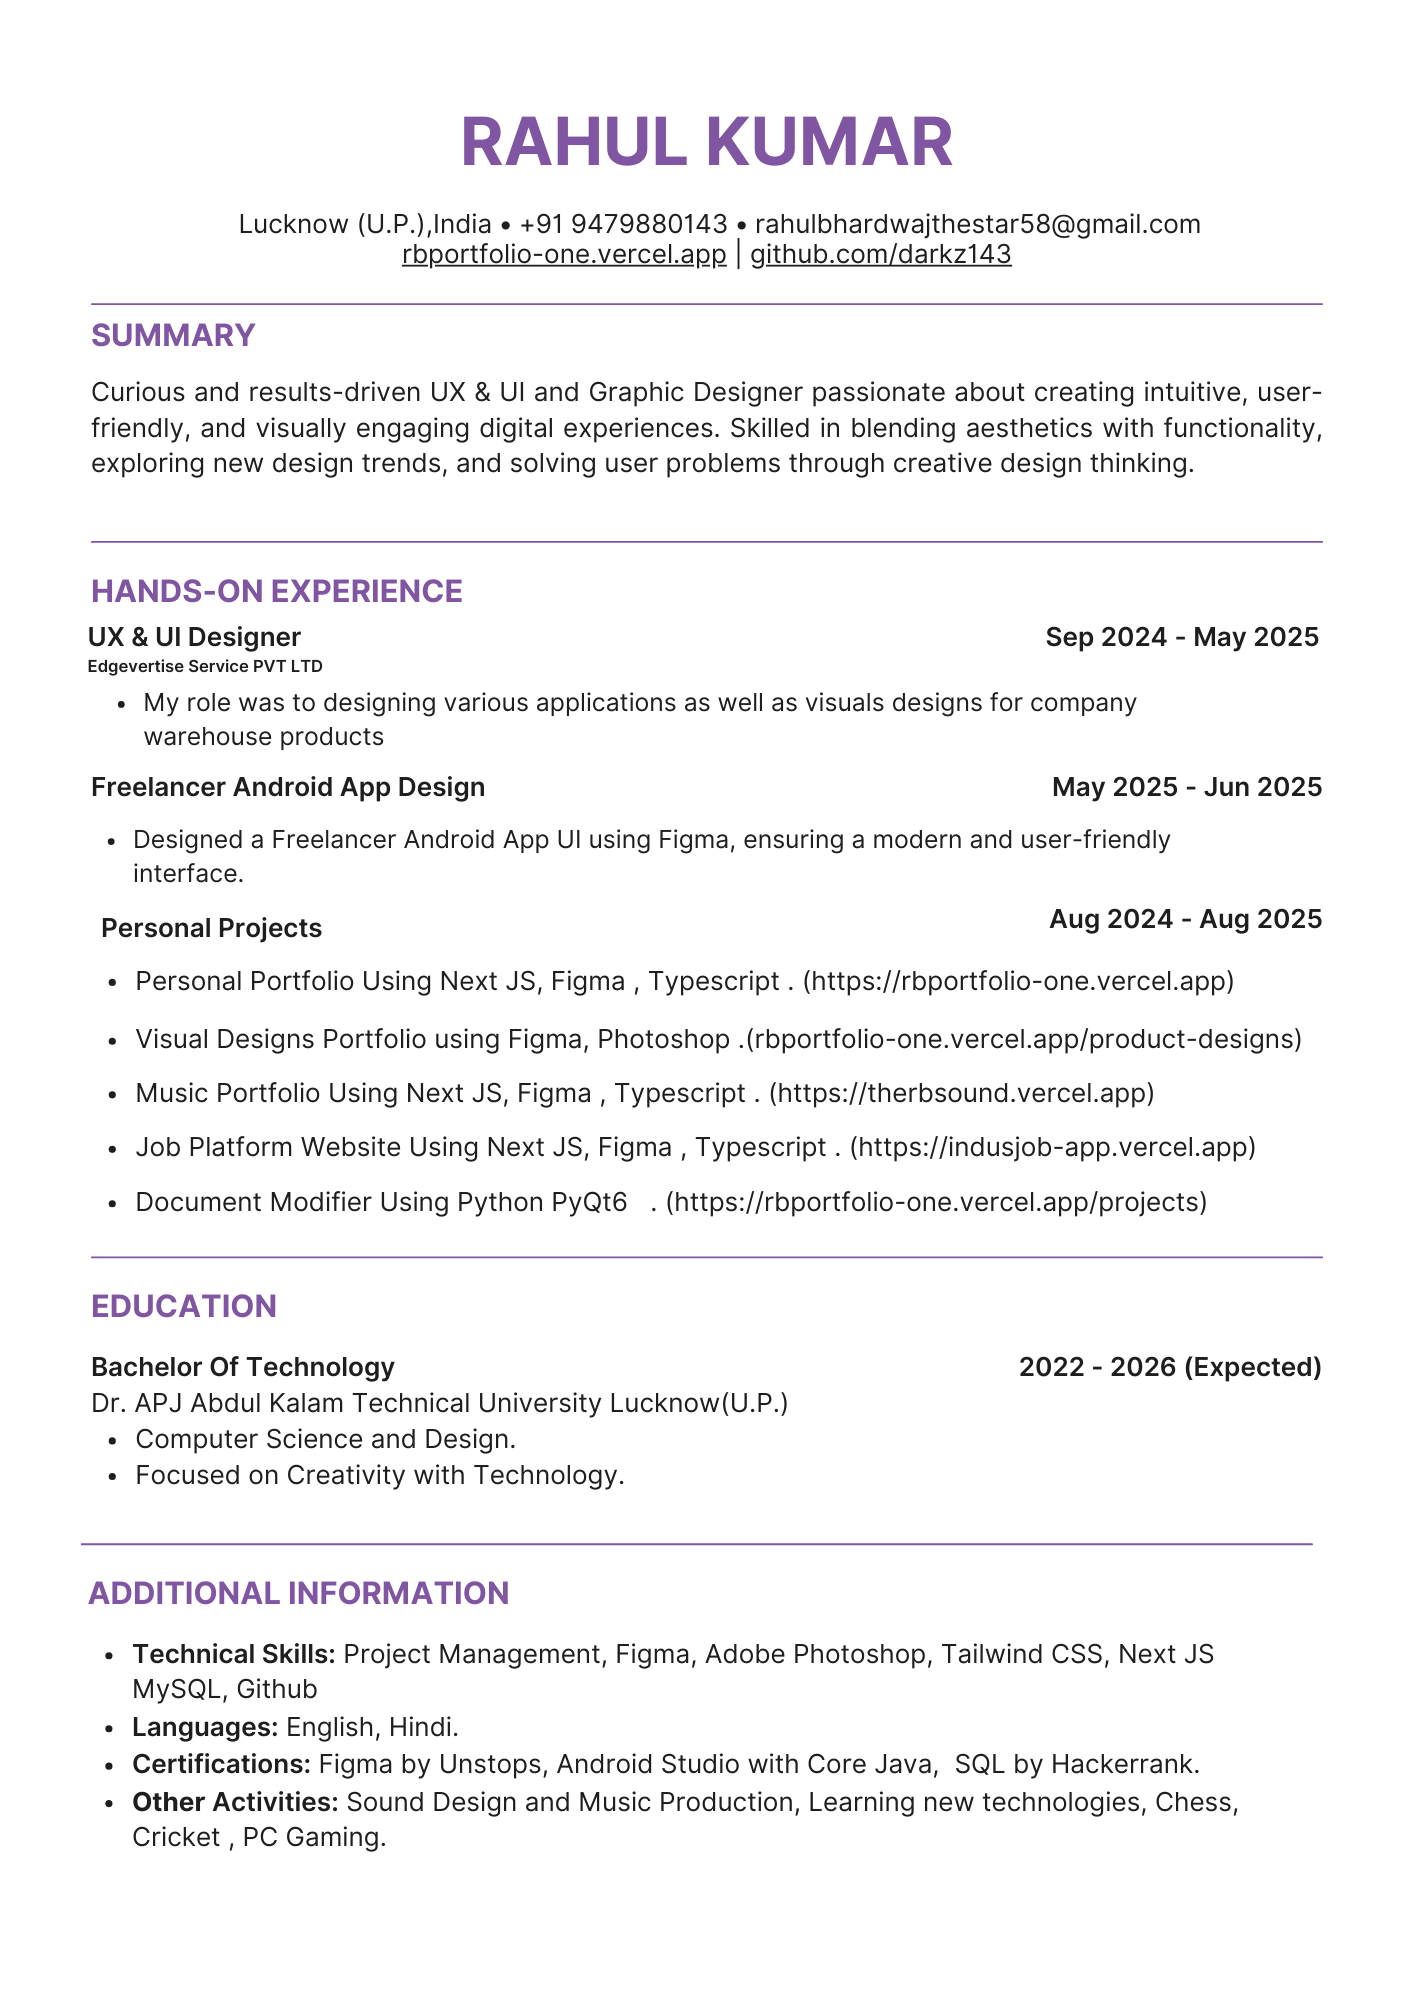 RAHUL KUMAR
Lucknow (U.P.),India • +91 9479880143 • rahulbhardwajthestar58@gmail.com
rbportfolio-one.vercel.app | github.com/darkz143
SUMMARY
Curious and results-driven UX & UI and Graphic Designer passionate about creating intuitive, user-
friendly, and visually engaging digital experiences. Skilled in blending aesthetics with functionality,
exploring new design trends, and solving user problems through creative design thinking.
HANDS-ON EXPERIENCE
UX & UI Designer Sep 2024 - May 2025
Edgevertise Service PVT LTD
• My role was to designing various applications as well as visuals designs for company
warehouse products
Freelancer Android App Design May 2025 - Jun 2025
• Designed a Freelancer Android App UI using Figma, ensuring a modern and user-friendly
interface.
Personal Projects Aug 2024 - Aug 2025
• Personal Portfolio Using Next JS, Figma , Typescript . (https://rbportfolio-one.vercel.app)
• Visual Designs Portfolio using Figma, Photoshop .(rbportfolio-one.vercel.app/product-designs)
• Music Portfolio Using Next JS, Figma , Typescript . (https://therbsound.vercel.app)
• Job Platform Website Using Next JS, Figma , Typescript . (https://indusjob-app.vercel.app)
• Document Modifier Using Python PyQt6 . (https://rbportfolio-one.vercel.app/projects)
EDUCATION
Bachelor Of Technology 2022 - 2026 (Expected)
Dr. APJ Abdul Kalam Technical University Lucknow(U.P.)
• Computer Science and Design.
• Focused on Creativity with Technology.
ADDITIONAL INFORMATION
• Technical Skills: Project Management, Figma, Adobe Photoshop, Tailwind CSS, Next JS
MySQL, Github
• Languages: English, Hindi.
• Certifications: Figma by Unstops, Android Studio with Core Java, SQL by Hackerrank.
• Other Activities: Sound Design and Music Production, Learning new technologies, Chess,
Cricket , PC Gaming.